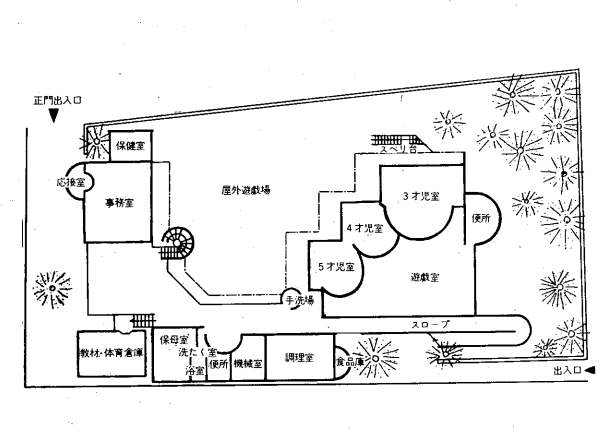 正門出入口
保健室
スベリ台
応接室
事務室
屋外遊戯場
3才児室
便所
4才児室
5才児室
遊戯室
手洗場
スロープ
保母室
洗たく室
浴室
便所
機械室
調理室
食品庫
教材・体育倉庫
出入口